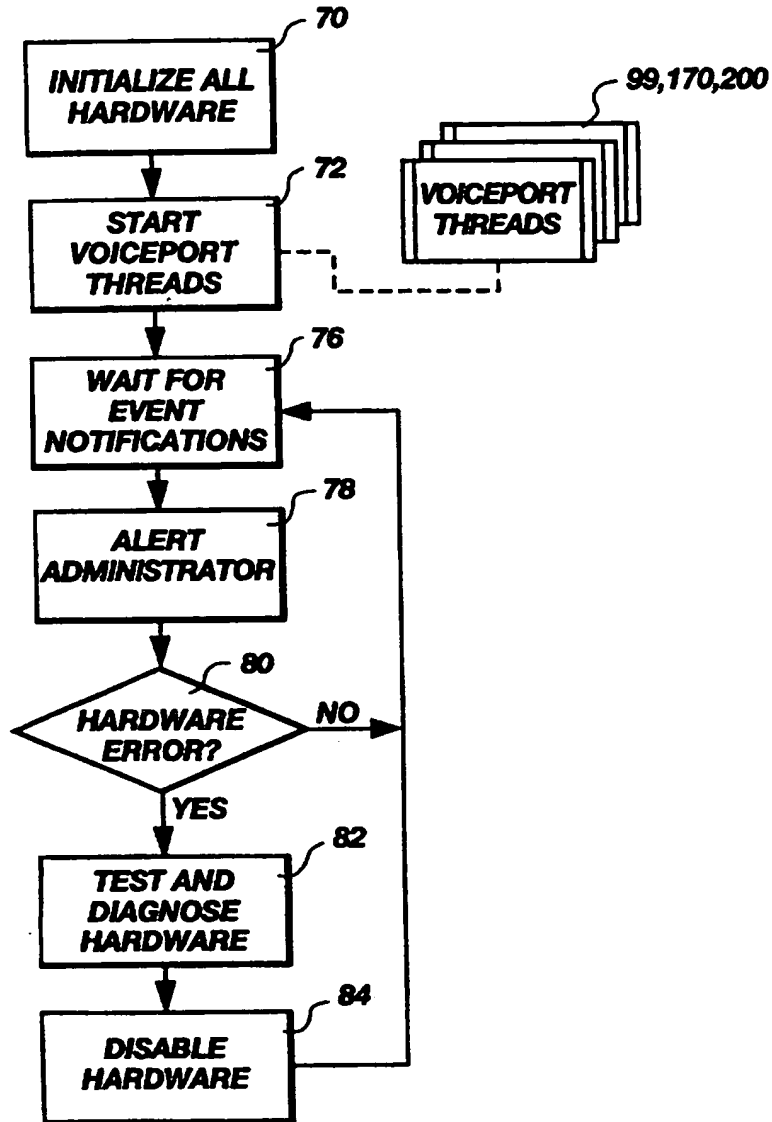 70
INITIALIZE ALL
HARDWARE
99,170,200
VOICEPORT
THREADS
72
START
VOICEPORT
THREADS
76
WAIT FOR
EVENT
NOTIFICATIONS
78
ALERT
ADMINISTRATOR
80
HARDWARE
ERROR?
NO
YES
82
TEST AND
DIAGNOSE
HARDWARE
84
DISABLE
HARDWARE